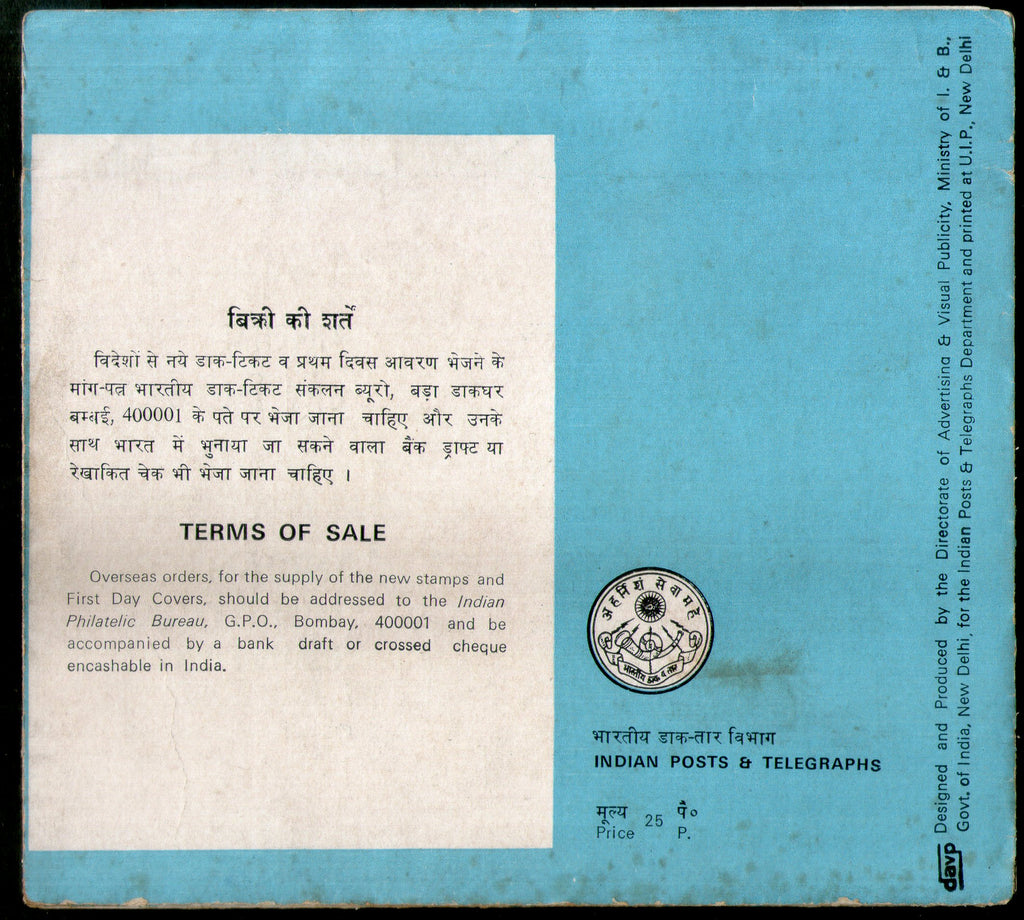 बिक्री की शर्तें
विदेशों से नये डाक-टिकट व प्रथम दिवस आवरण भेजने के
मांग-पत्र भारतीय डाक-टिकट संकलन ब्यूरो, बड़ा डाकघर
बम्बई, 400001 के पते पर भेजा जाना चाहिए और उनके
साथ भारत में भुनाया जा सकने वाला बैंक ड्राफ्ट या
रेखाकित चेक भी भेजा जाना चाहिए ।
TERMS OF SALE
Overseas orders, for the supply of the new stamps and
First Day Covers, should be addressed to the Indian
Philatelic Bureau, G.P.O., Bombay, 400001 and be
accompanied by a bank draft or crossed cheque
encashable in India.
अहर्निशं सेवामहे
भारतीय डाक व तार
भारतीय डाक-तार विभाग
INDIAN POSTS & TELEGRAPHS
मूल्य 25 पै०
Price P.
Designed and Produced by the Directorate of Advertising & Visual Publicity, Ministry of I. & B.,
Govt. of India, New Delhi, for the Indian Posts & Telegraphs Department and printed at U.I.P., New Delhi
davp